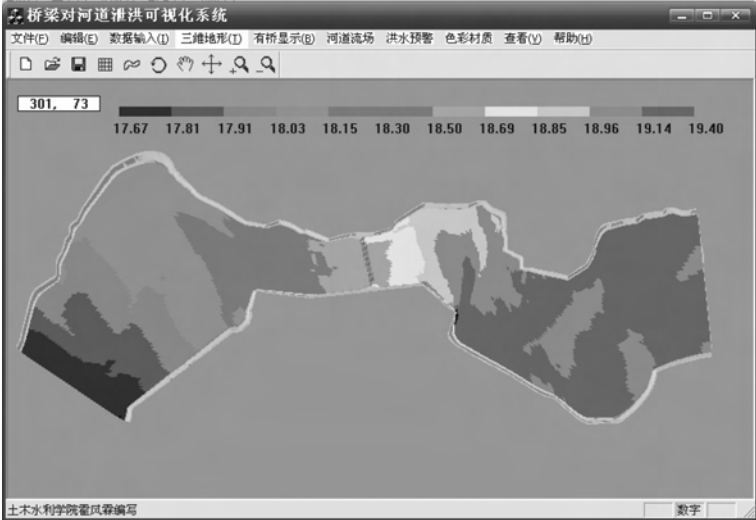 桥梁对河道泄洪可视化系统
文件(F) 编辑(E) 数据输入(I) 三维地形(T) 有桥显示(B) 河道流场 洪水预警 色彩材质 查看(V) 帮助(H)
301, 73
17.67 17.81 17.91 18.03 18.15 18.30 18.50 18.69 18.85 18.96 19.14 19.40
土木水利学院霍风霖编写 数字